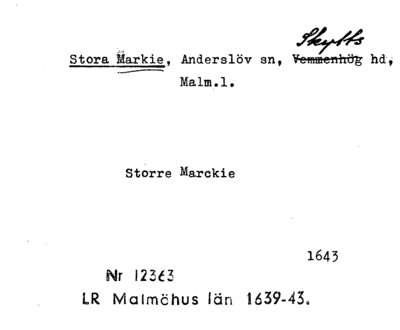 Stora Markie, Anderslöv sn, Skytts Vemmenhög hd,
Malm.l.
Storre Marckie
1643
Nr 12363
LR Malmöhus län 1639-43.